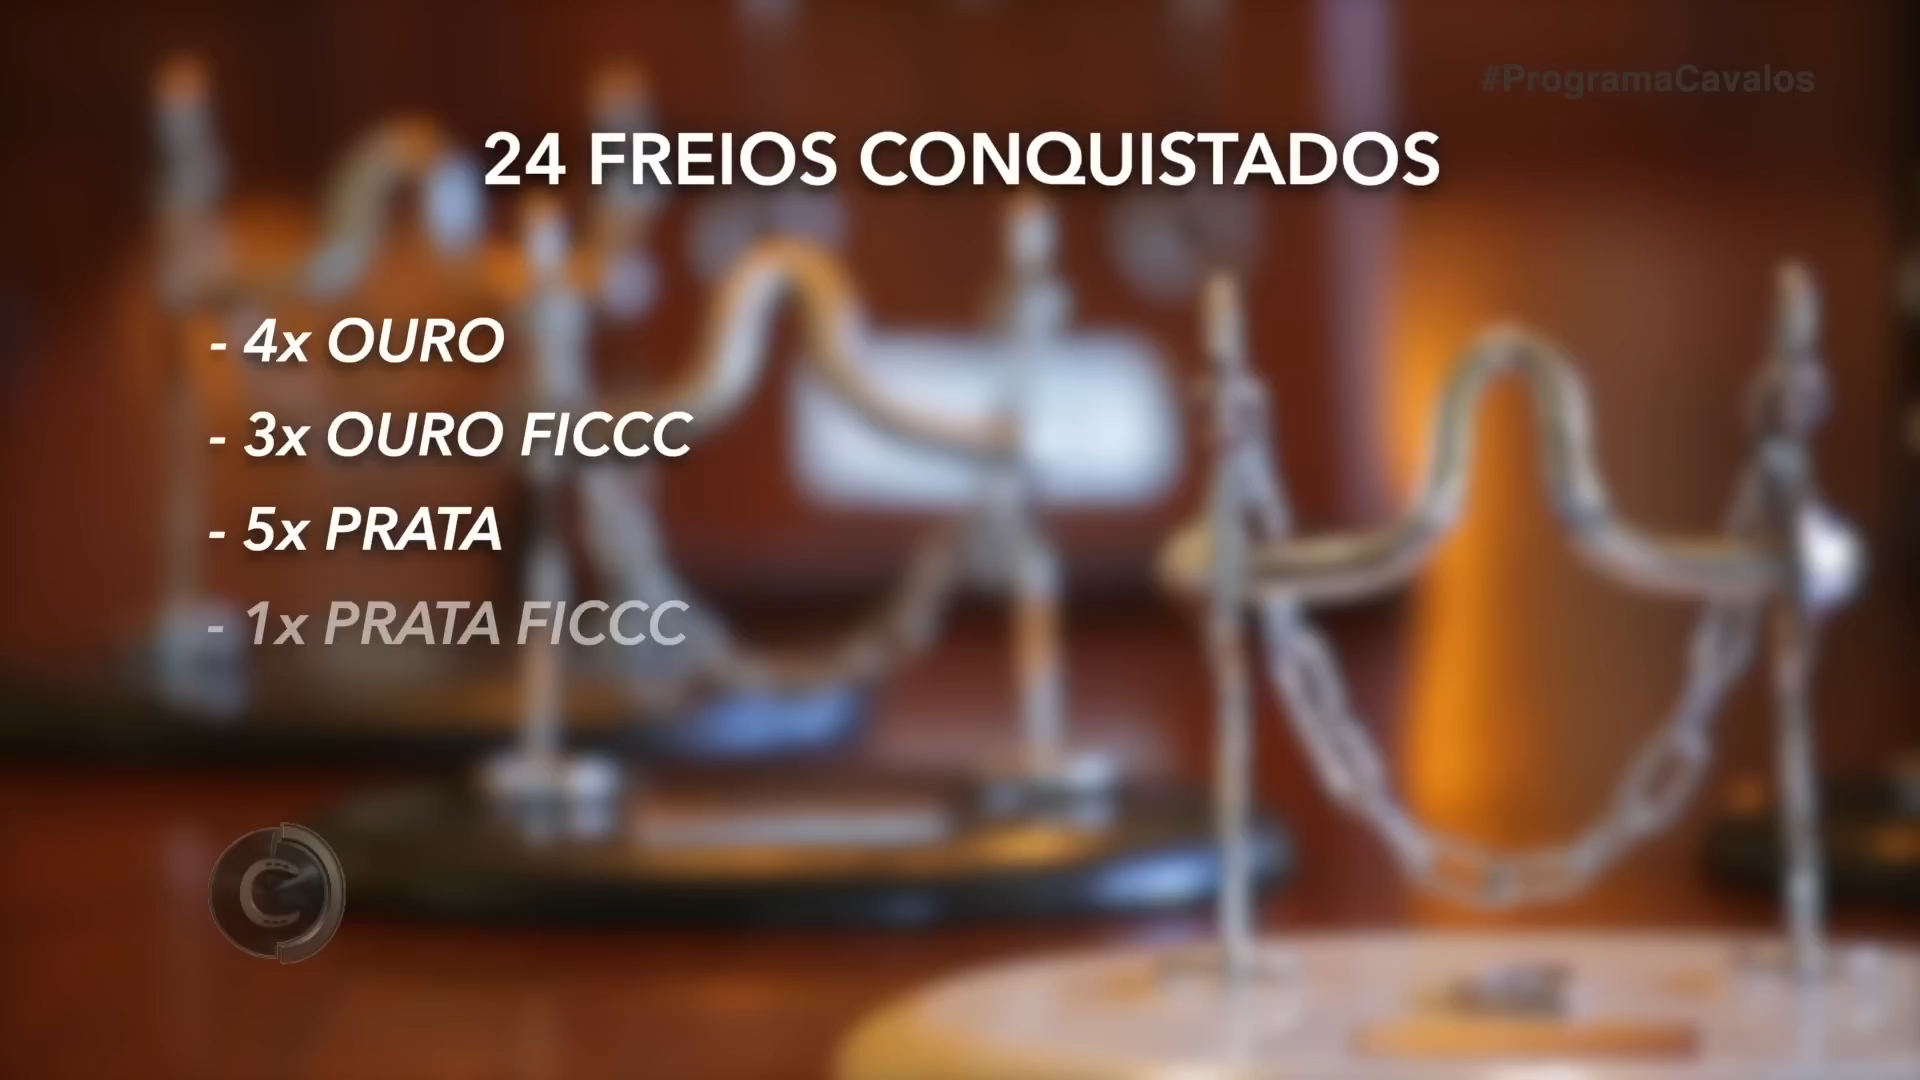 #ProgramaCavalos
24 FREIOS CONQUISTADOS
- 4x OURO
- 3x OURO FICCC
- 5x PRATA
- 1x PRATA FICCC